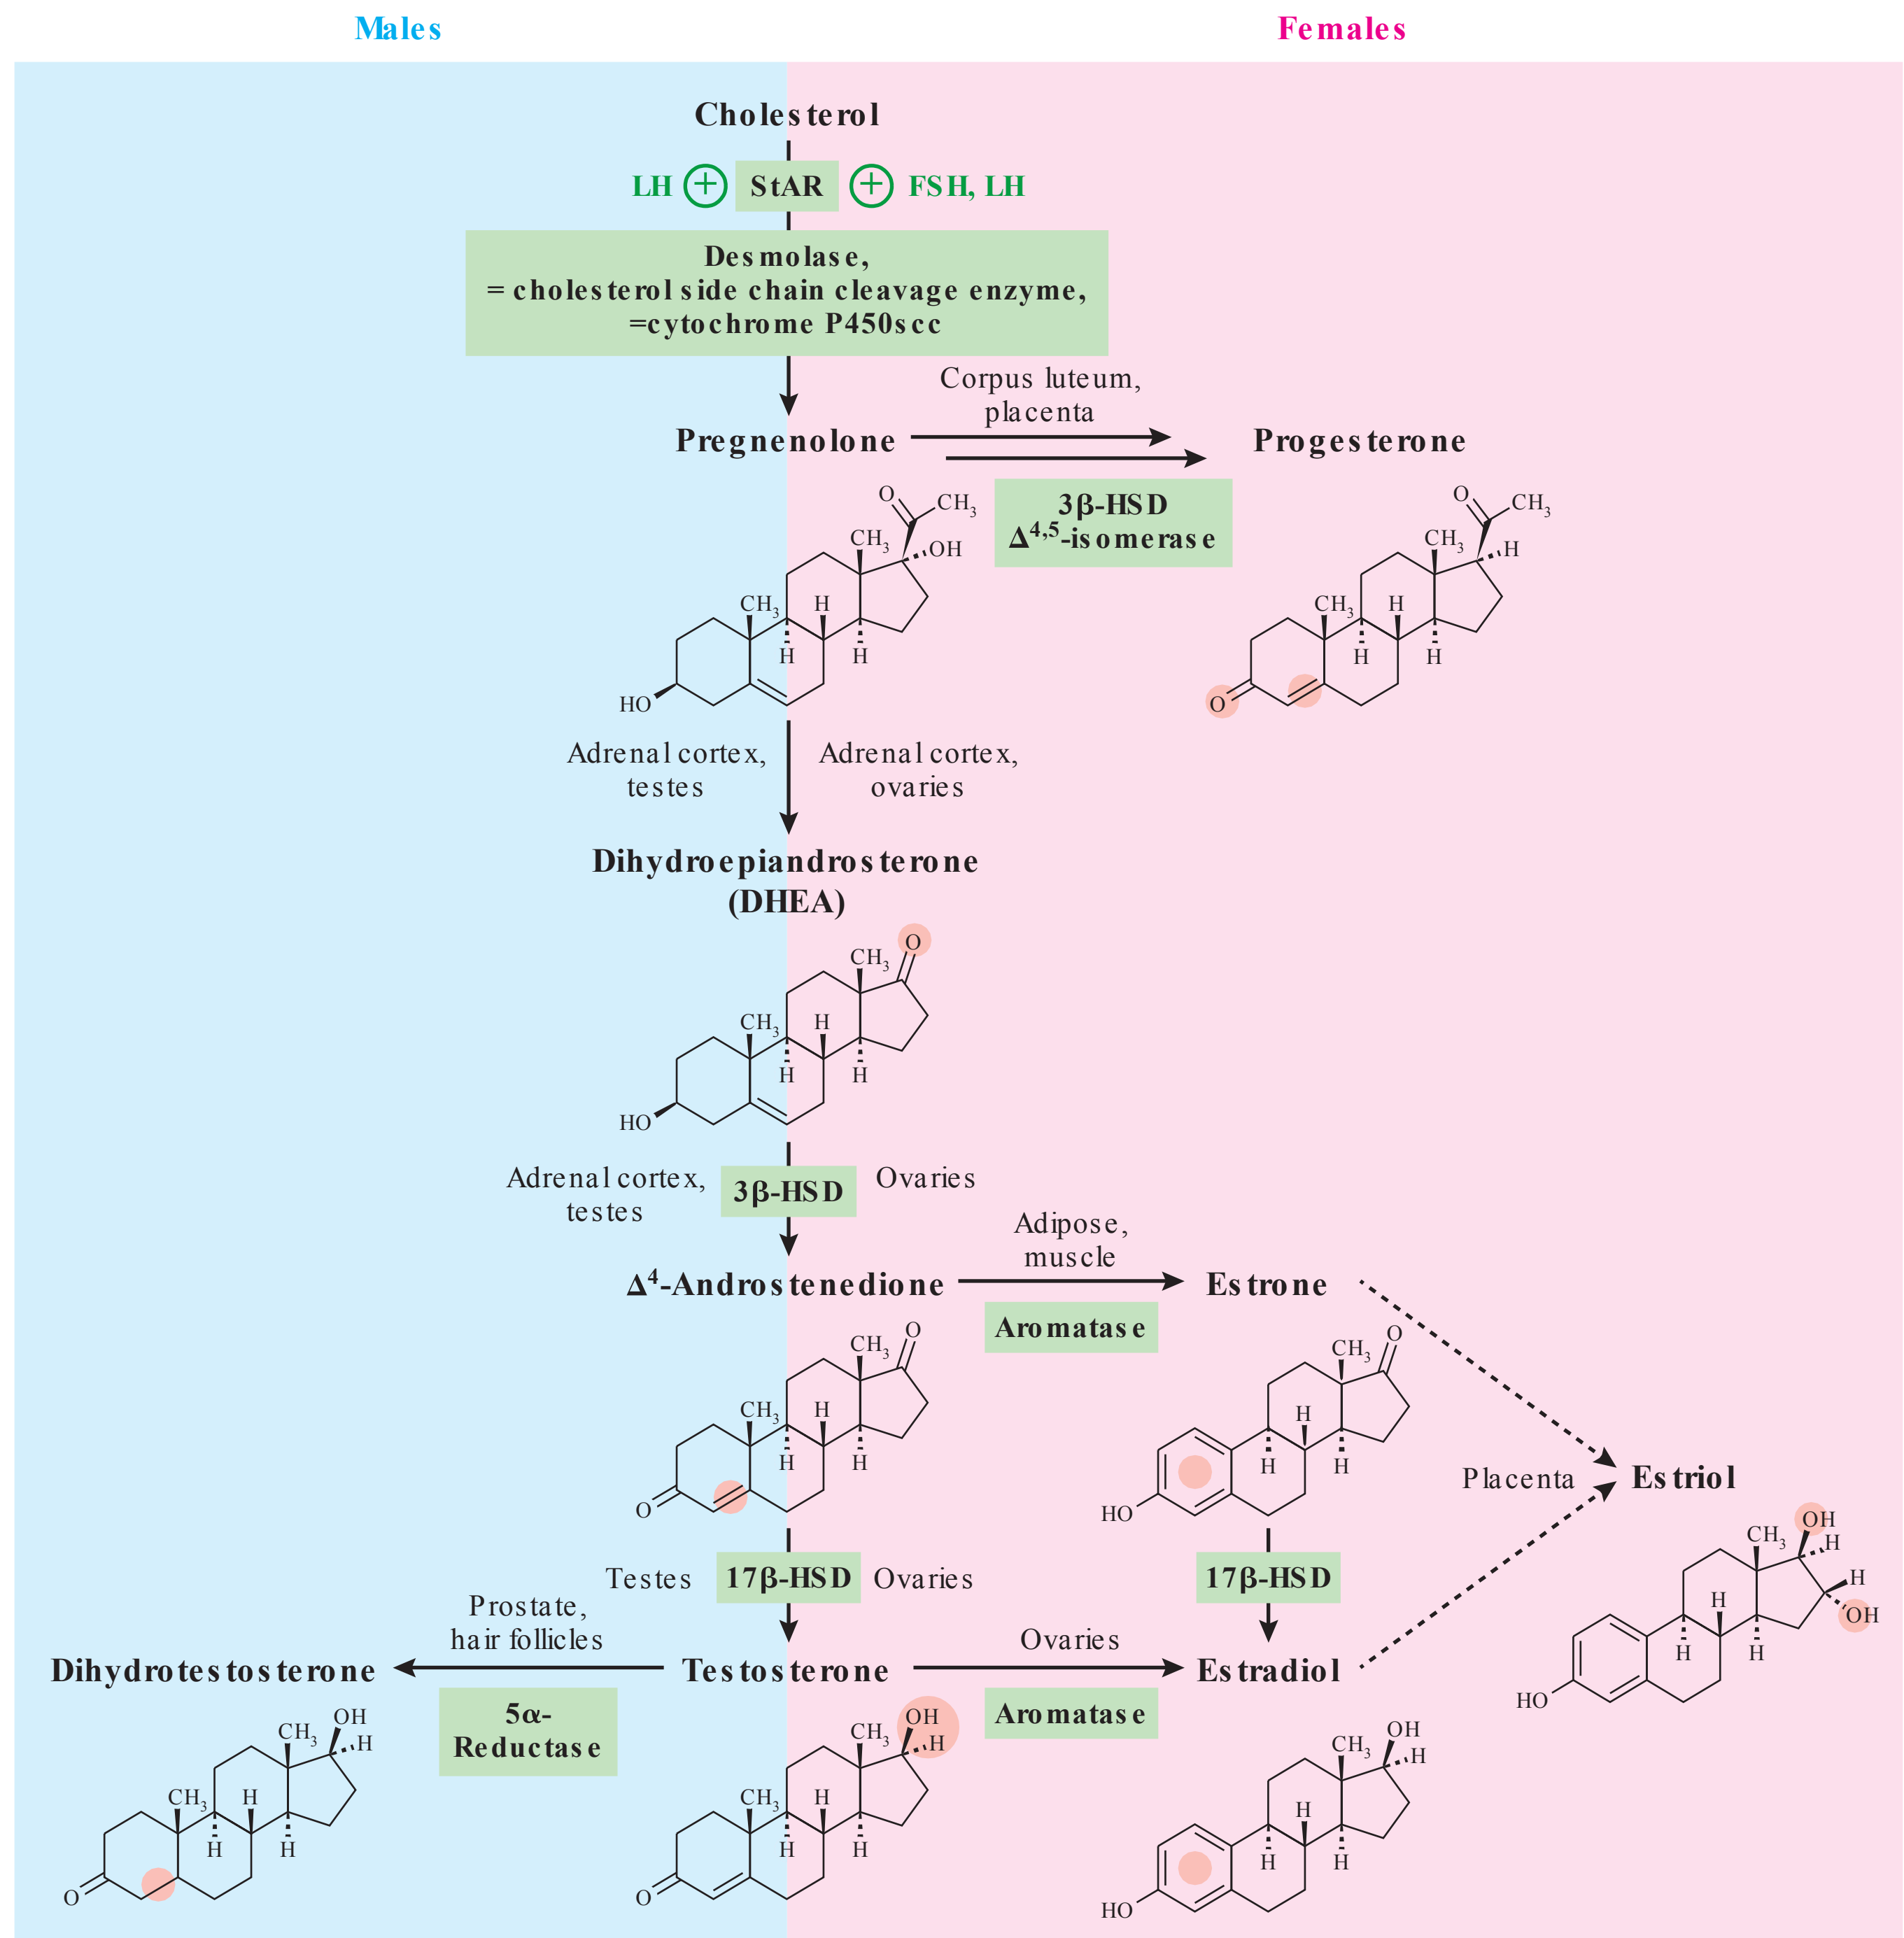 Males
Females
Cholesterol
LH + StAR + FSH, LH
Desmolase,
= cholesterol side chain cleavage enzyme,
=cytochrome P450scc
Corpus luteum,
placenta
Pregnenolone
Progesterone
3β-HSD
Δ4,5-isomerase
O
CH3
CH3
OH
CH3
H
H
H
HO
O
CH3
CH3
H
CH3
H
H
H
O
Adrenal cortex,
testes
Adrenal cortex,
ovaries
Dihydroepiandrosterone
(DHEA)
O
CH3
CH3
H
H
H
HO
Adrenal cortex,
testes
3β-HSD
Ovaries
Adipose,
muscle
Δ4-Androstenedione
Estrone
Aromatase
O
CH3
CH3
H
H
H
O
O
CH3
H
H
H
HO
Placenta
Estriol
OH
H
CH3
H
OH
H
H
H
HO
Testes
17β-HSD
Ovaries
17β-HSD
Prostate,
hair follicles
Ovaries
Dihydrotestosterone
Testosterone
Estradiol
5α-
Reductase
Aromatase
OH
CH3
H
CH3
H
H
H
O
OH
CH3
H
CH3
H
H
H
O
OH
CH3
H
H
H
H
HO